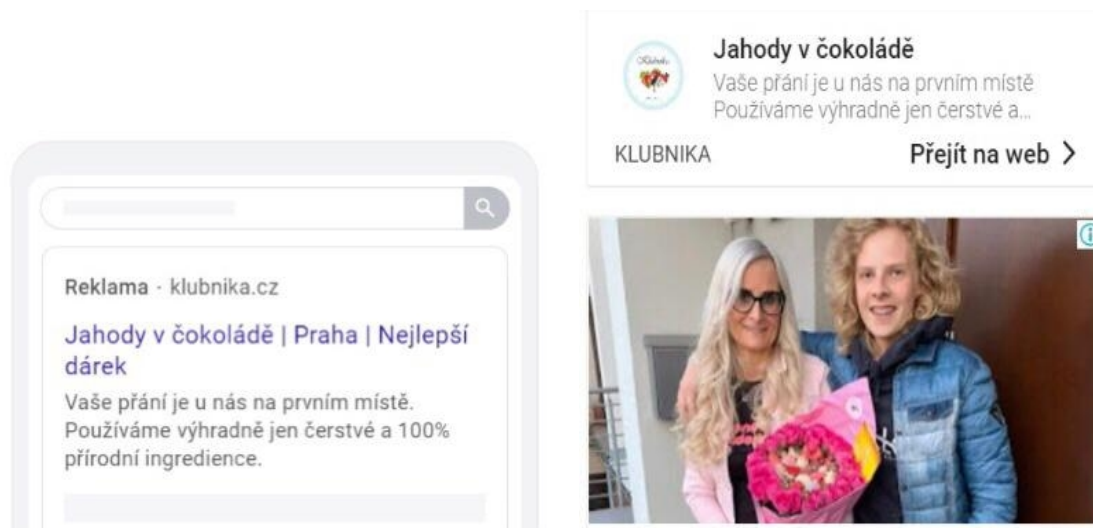 Reklama · klubnika.cz
Jahody v čokoládě | Praha | Nejlepší
dárek
Vaše přání je u nás na prvním místě.
Používáme výhradně jen čerstvé a 100%
přírodní ingredience.
Jahody v čokoládě
Vaše přání je u nás na prvním místě
Používáme výhradně jen čerstvé a...
KLUBNIKA
Přejít na web